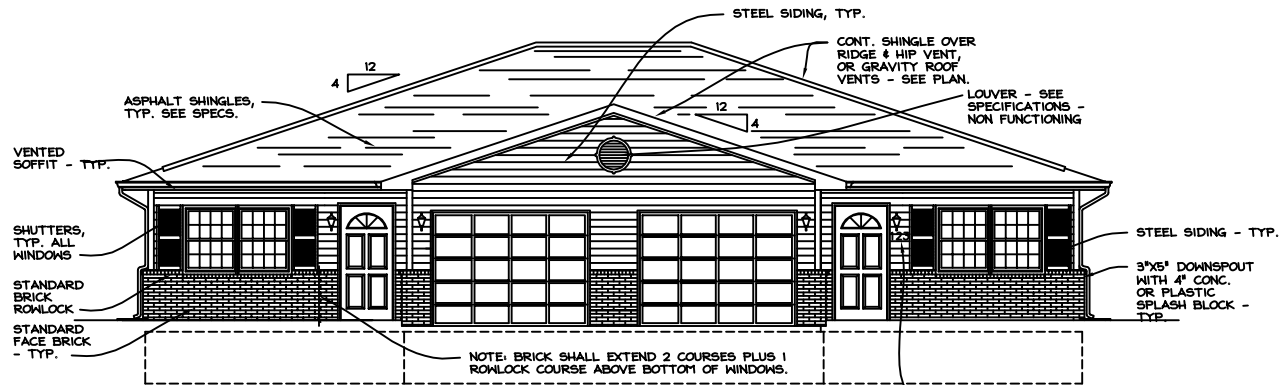 STEEL SIDING, TYP.
CONT. SHINGLE OVER
RIDGE & HIP VENT,
OR GRAVITY ROOF
VENTS - SEE PLAN.
12
4
ASPHALT SHINGLES,
TYP. SEE SPECS.
LOUVER - SEE
SPECIFICATIONS -
NON FUNCTIONING
12
4
VENTED
SOFFIT - TYP.
SHUTTERS,
TYP. ALL
WINDOWS
123
STEEL SIDING - TYP.
STANDARD
BRICK
ROWLOCK
3"X5" DOWNSPOUT
WITH 4" CONC.
OR PLASTIC
SPLASH BLOCK -
TYP.
STANDARD
FACE BRICK
- TYP.
NOTE: BRICK SHALL EXTEND 2 COURSES PLUS 1
ROWLOCK COURSE ABOVE BOTTOM OF WINDOWS.